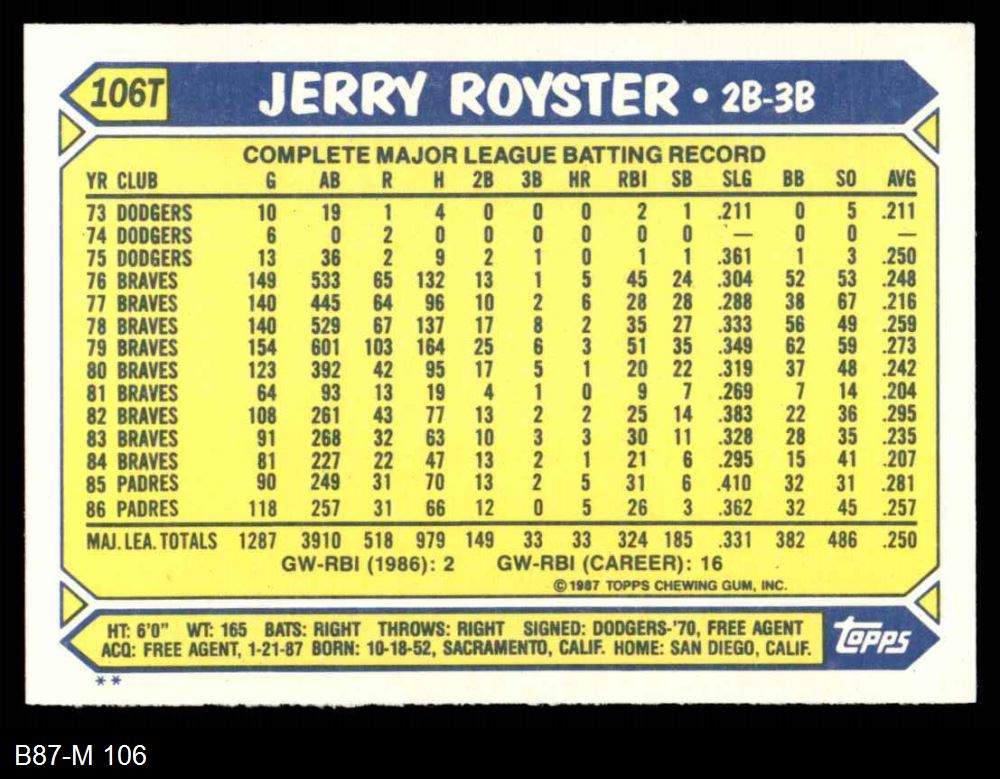 106T JERRY ROYSTER • 2B-3B
COMPLETE MAJOR LEAGUE BATTING RECORD
YR CLUB G AB R H 2B 3B HR RBI SB SLG BB SO AVG
73 DODGERS 10 19 1 4 0 0 0 2 1 .211 0 5 .211
74 DODGERS 6 0 2 0 0 0 0 0 0 — 0 0 —
75 DODGERS 13 36 2 9 2 1 0 1 1 .361 1 3 .250
76 BRAVES 149 533 65 132 13 1 5 45 24 .304 52 53 .248
77 BRAVES 140 445 64 96 10 2 6 28 28 .288 38 67 .216
78 BRAVES 140 529 67 137 17 8 2 35 27 .333 56 49 .259
79 BRAVES 154 601 103 164 25 6 3 51 35 .349 62 59 .273
80 BRAVES 123 392 42 95 17 5 1 20 22 .319 37 48 .242
81 BRAVES 64 93 13 19 4 1 0 9 7 .269 7 14 .204
82 BRAVES 108 261 43 77 13 2 2 25 14 .383 22 36 .295
83 BRAVES 91 268 32 63 10 3 3 30 11 .328 28 35 .235
84 BRAVES 81 227 22 47 13 2 1 21 6 .295 15 41 .207
85 PADRES 90 249 31 70 13 2 5 31 6 .410 32 31 .281
86 PADRES 118 257 31 66 12 0 5 26 3 .362 32 45 .257
MAJ. LEA. TOTALS 1287 3910 518 979 149 33 33 324 185 .331 382 486 .250
GW-RBI (1986): 2 GW-RBI (CAREER): 16
© 1987 TOPPS CHEWING GUM, INC.
HT: 6'0" WT: 165 BATS: RIGHT THROWS: RIGHT SIGNED: DODGERS-'70, FREE AGENT
ACQ: FREE AGENT, 1-21-87 BORN: 10-18-52, SACRAMENTO, CALIF. HOME: SAN DIEGO, CALIF.
topps
**
B87-M 106